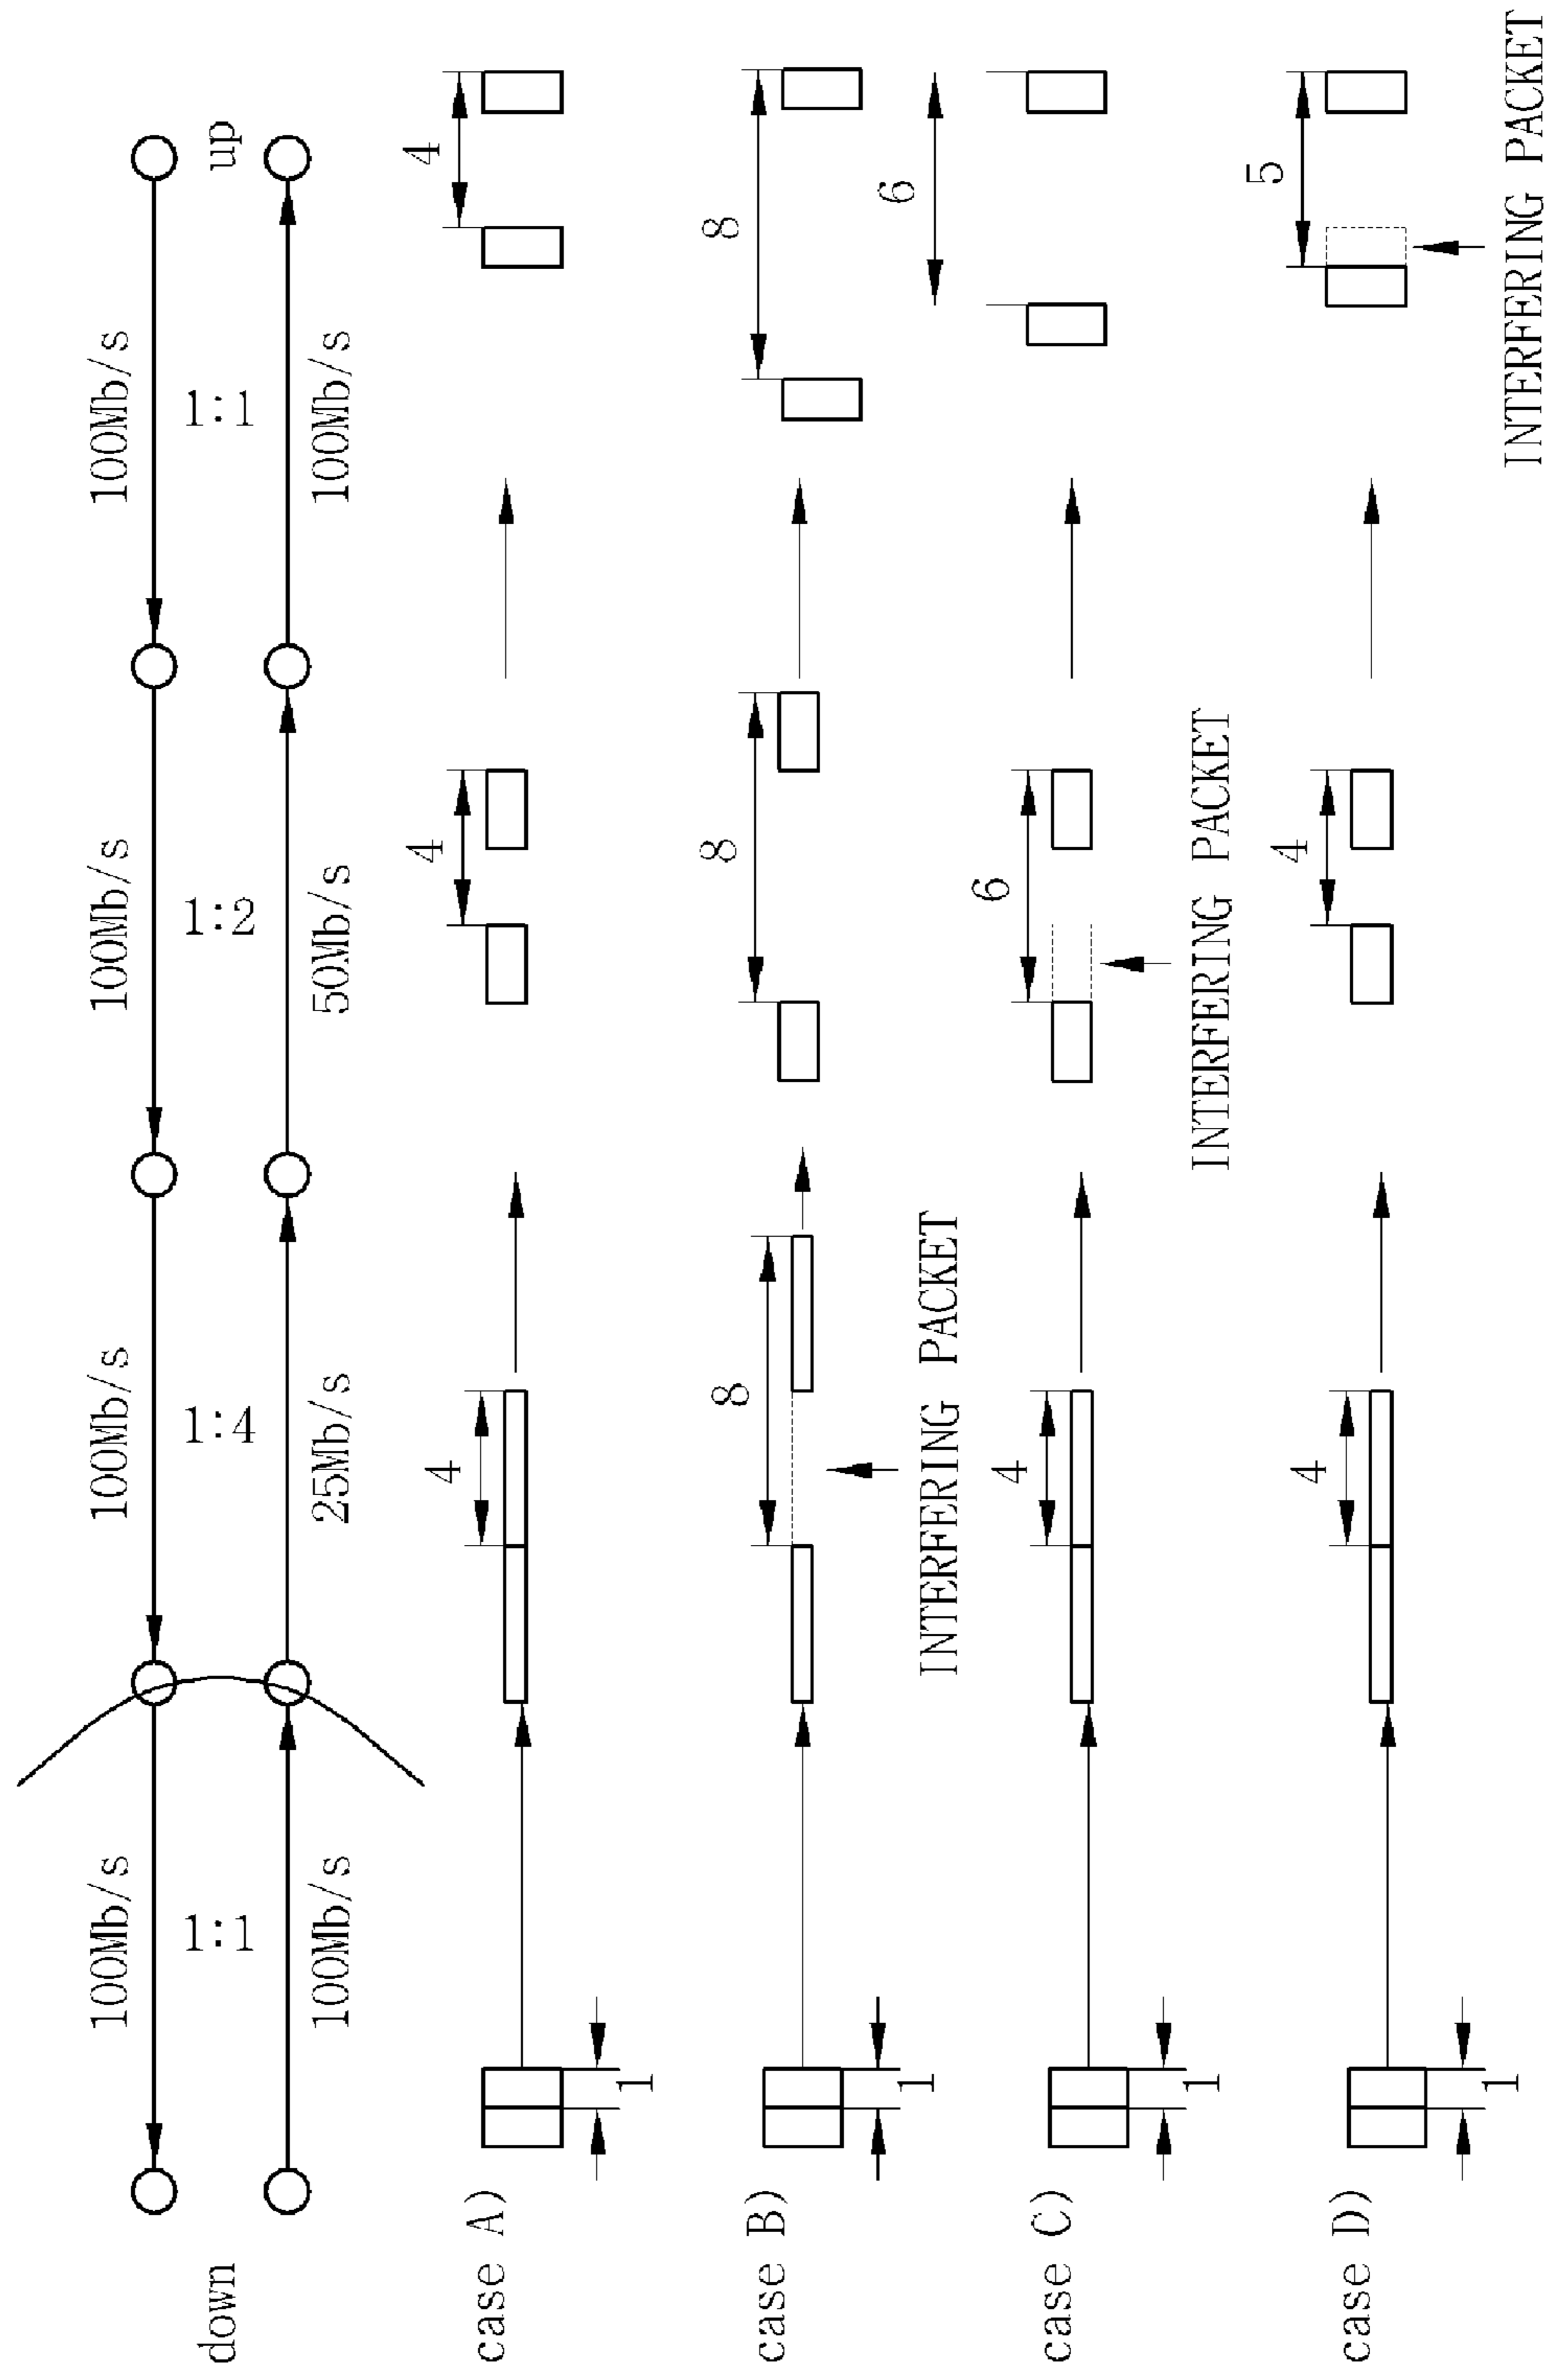 100Mb/s 100Mb/s 100Mb/s 100Mb/s
down 1:1 1:4 1:2 1:1 up
100Mb/s 25Mb/s 50Mb/s 100Mb/s
case A) 1 4 4 4
case B) 1 8 8 8
INTERFERING PACKET
case C) 1 4 6 6
INTERFERING PACKET
case D) 1 4 4 5
INTERFERING PACKET